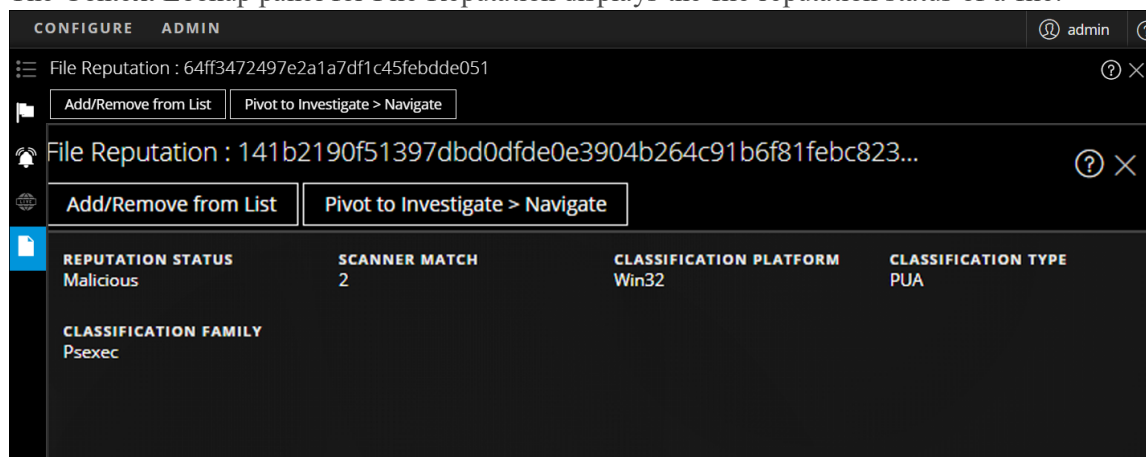 The Context Lookup panel for File Reputation displays the file reputation status of a file.
CONFIGURE ADMIN admin
File Reputation : 64ff3472497e2a1a7df1c45febdde051
Add/Remove from List Pivot to Investigate > Navigate
File Reputation : 141b2190f51397dbd0dfde0e3904b264c91b6f81febc823...
Add/Remove from List Pivot to Investigate > Navigate
REPUTATION STATUS SCANNER MATCH CLASSIFICATION PLATFORM CLASSIFICATION TYPE
Malicious 2 Win32 PUA
CLASSIFICATION FAMILY
Psexec